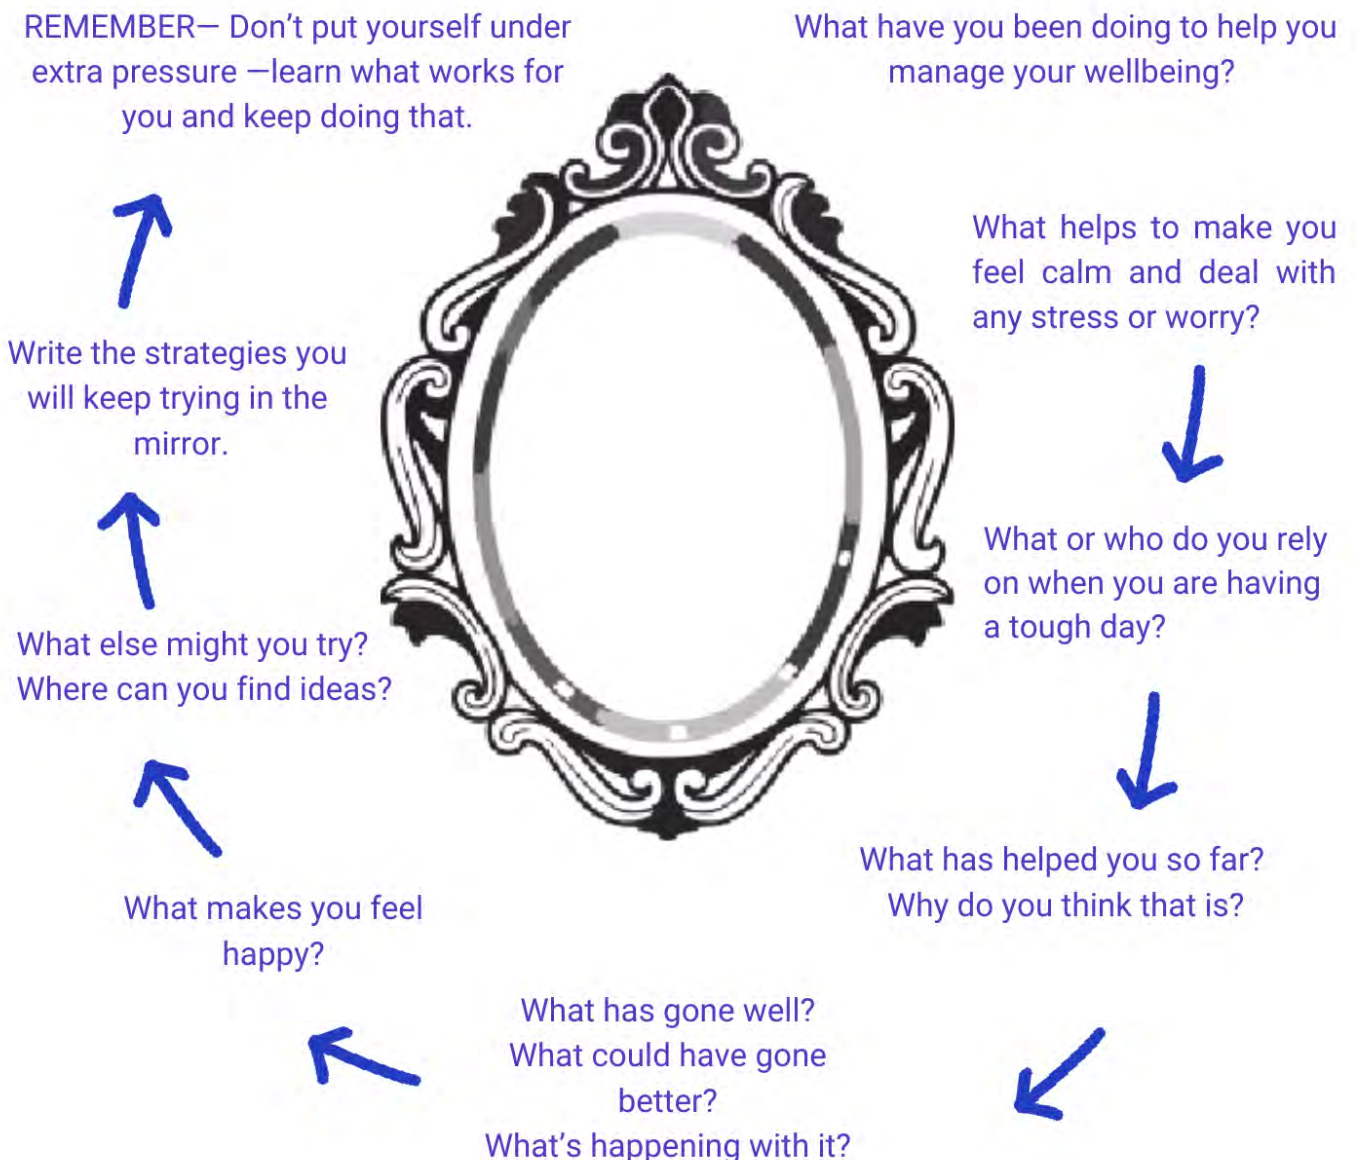 What have you been doing to help you
manage your wellbeing?
What helps to make you
feel calm and deal with
any stress or worry?
What or who do you rely
on when you are having
a tough day?
What has helped you so far?
Why do you think that is?
What has gone well?
What could have gone
better?
What's happening with it?
What makes you feel
happy?
What else might you try?
Where can you find ideas?
Write the strategies you
will keep trying in the
mirror.
REMEMBER— Don't put yourself under
extra pressure —learn what works for
you and keep doing that.